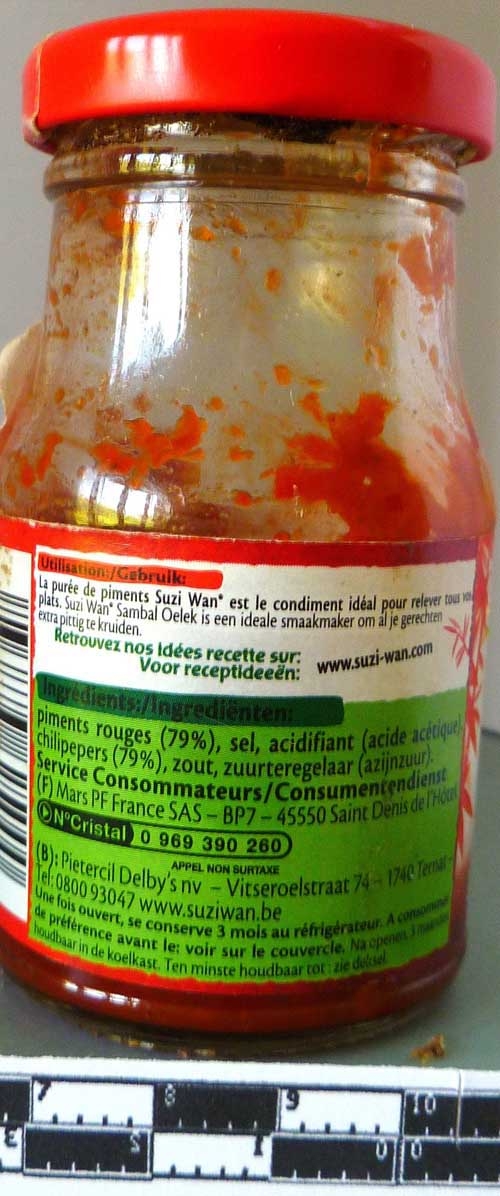 Utilisation:/Gebruik:
La purée de piments Suzi Wan® est le condiment idéal pour relever tous vos
plats. Suzi Wan® Sambal Oelek is een ideale smaakmaker om al je gerechten
extra pittig te kruiden.
Retrouvez nos Idées recette sur:
Voor receptideeën: www.suzi-wan.com
Ingrédients:/Ingrediënten:
piments rouges (79%), sel, acidifiant (acide acétique)
chilipepers (79%), zout, zuurteregelaar (azijnzuur).
Service Consommateurs/Consumentendienst
(F) Mars PF France SAS – BP7 – 45550 Saint Denis de l'Hôtel
N°Cristal 0 969 390 260
APPEL NON SURTAXE
(B): Pietercil Delby's nv – Vitseroelstraat 74 – 1740 Ternat –
Tel: 0800 93047 www.suziwan.be
Une fois ouvert, se conserve 3 mois au réfrigérateur. A consommer
de préférence avant le: voir sur le couvercle. Na openen, 3 maanden
houdbaar in de koelkast. Ten minste houdbaar tot : zie deksel.
7 8 9 10
3 2 1 0 0